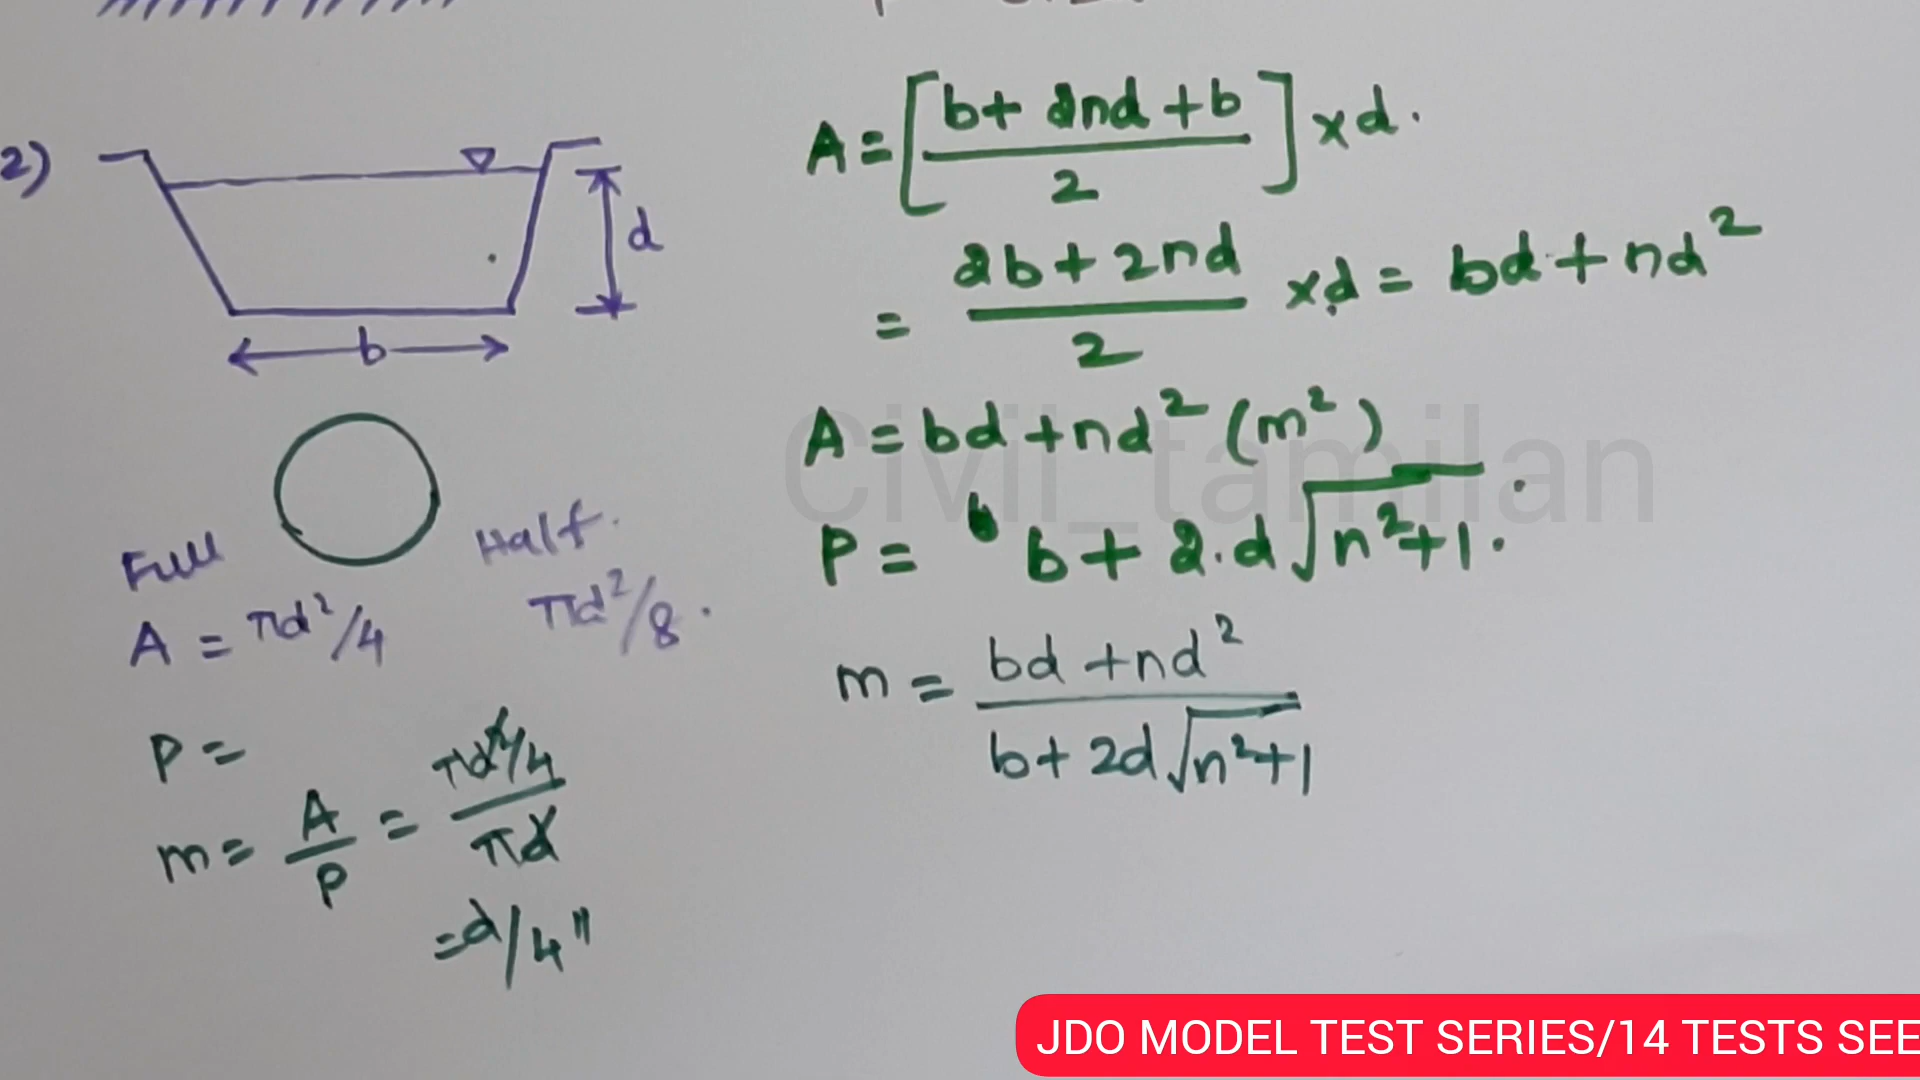 2)
d
b
Full
Half.
A = πd²/4
πd²/8.
P =
m = A/P = πd²/4 / πd
= d/4"
A = [b + 2nd + b / 2] × d.
= 2b + 2nd / 2 × d = bd + nd²
A = bd + nd² (m²)
P = b + 2.d√n²+1.
m = bd + nd² / b + 2d√n²+1
Civil_tamilan
JDO MODEL TEST SERIES/14 TESTS SEE